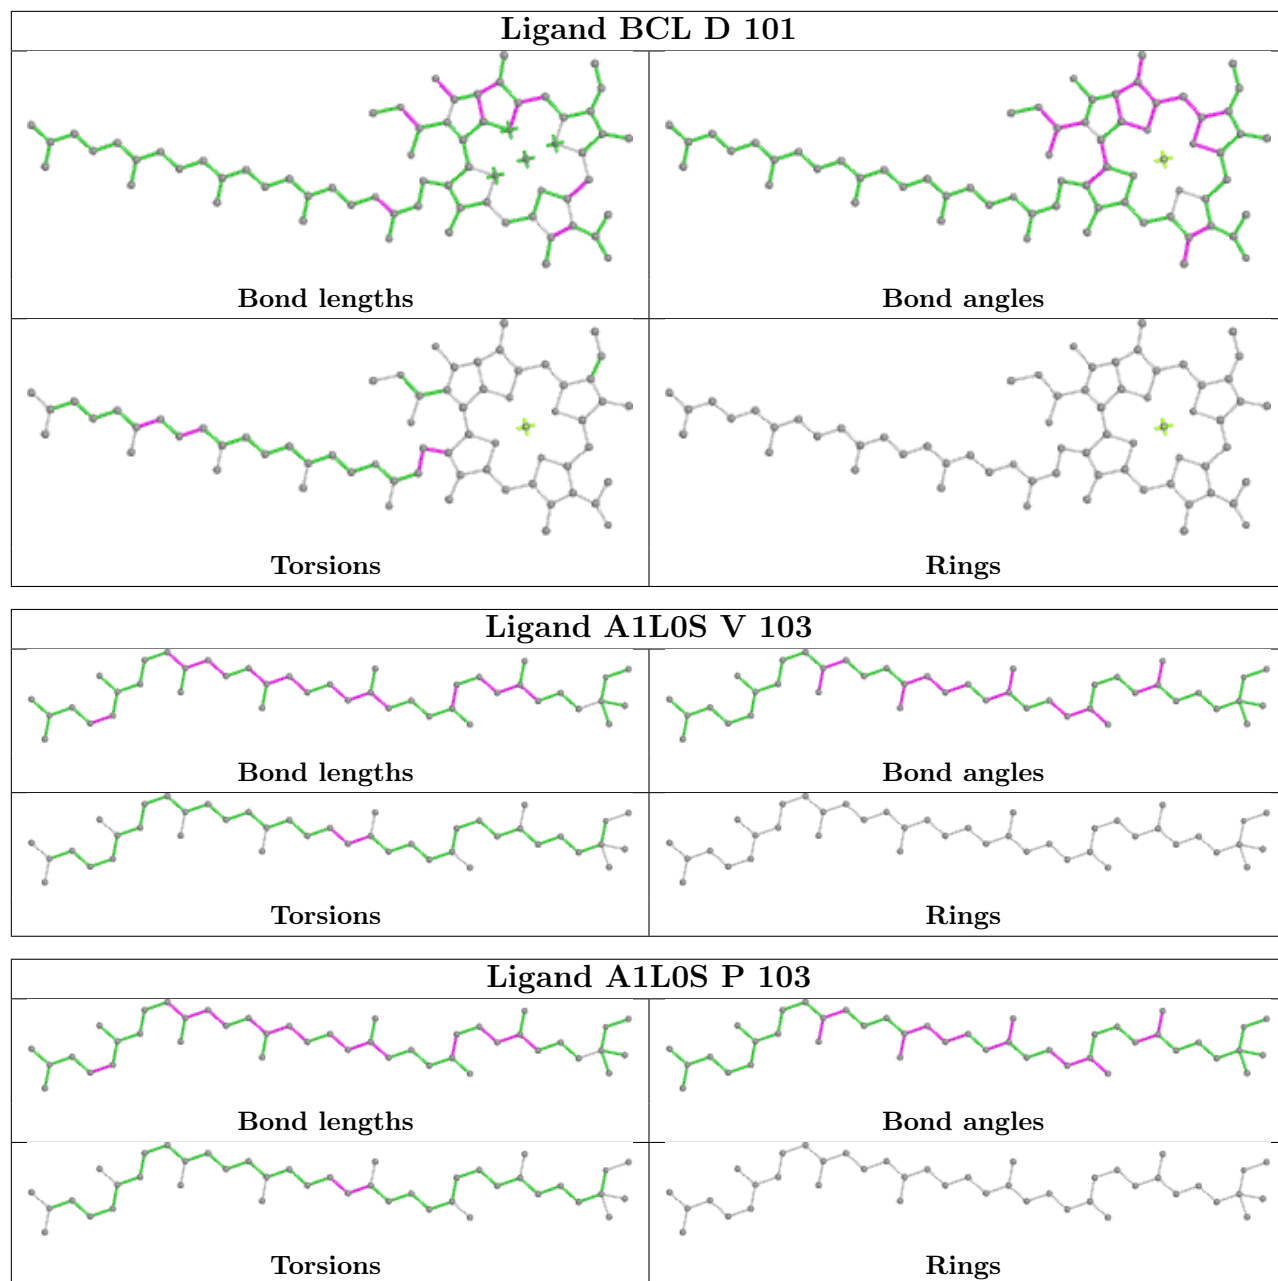 Ligand BCL D 101
Bond lengths
Bond angles
Torsions
Rings
Ligand A1L0S V 103
Bond lengths
Bond angles
Torsions
Rings
Ligand A1L0S P 103
Bond lengths
Bond angles
Torsions
Rings